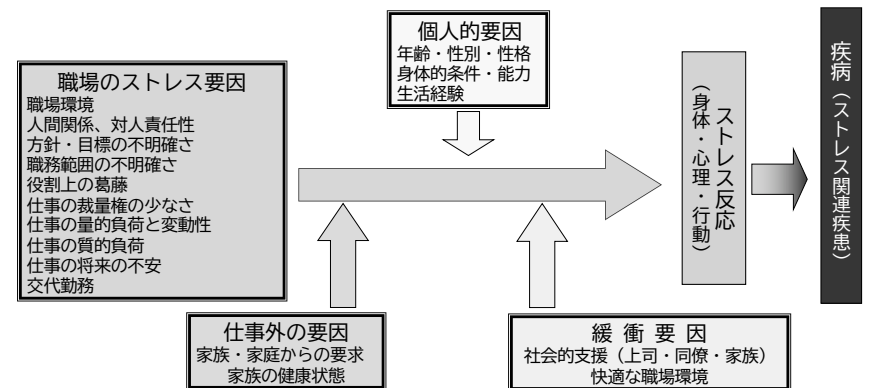 個人的要因
年齢・性別・性格
身体的条件・能力
生活経験
職場のストレス要因
職場環境
人間関係、対人責任性
方針・目標の不明確さ
職務範囲の不明確さ
役割上の葛藤
仕事の裁量権の少なさ
仕事の量的負荷と変動性
仕事の質的負荷
仕事の将来の不安
交代勤務
ストレス反応
（身体・心理・行動）
疾病（ストレス関連疾患）
仕事外の要因
家族・家庭からの要求
家族の健康状態
緩衝要因
社会的支援（上司・同僚・家族）
快適な職場環境